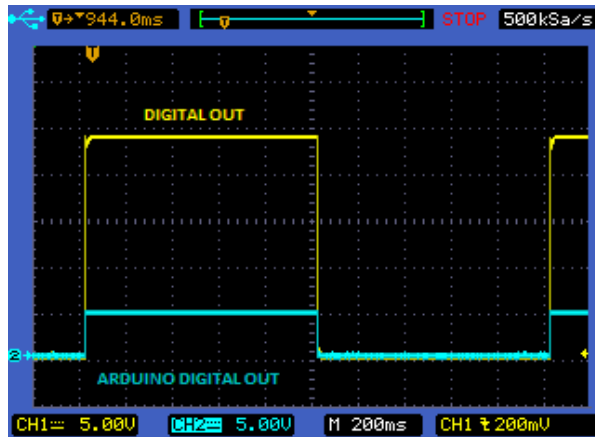 944.0ms STOP 500kSa/s
DIGITAL OUT
2
ARDUINO DIGITAL OUT
CH1 5.00V CH2 5.00V M 200ms CH1 200mV